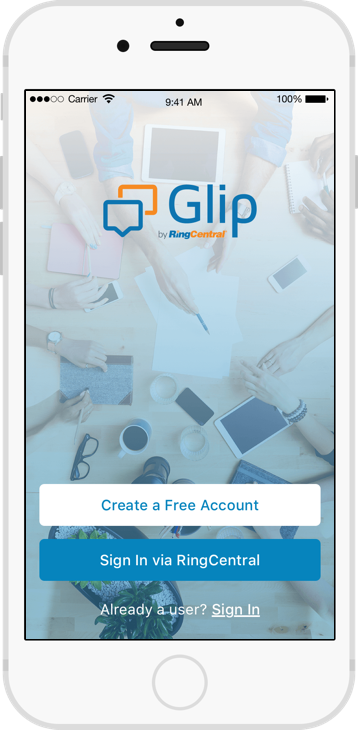 Carrier 9:41 AM 100%
Glip
by RingCentral
Create a Free Account
Sign In via RingCentral
Already a user? Sign In